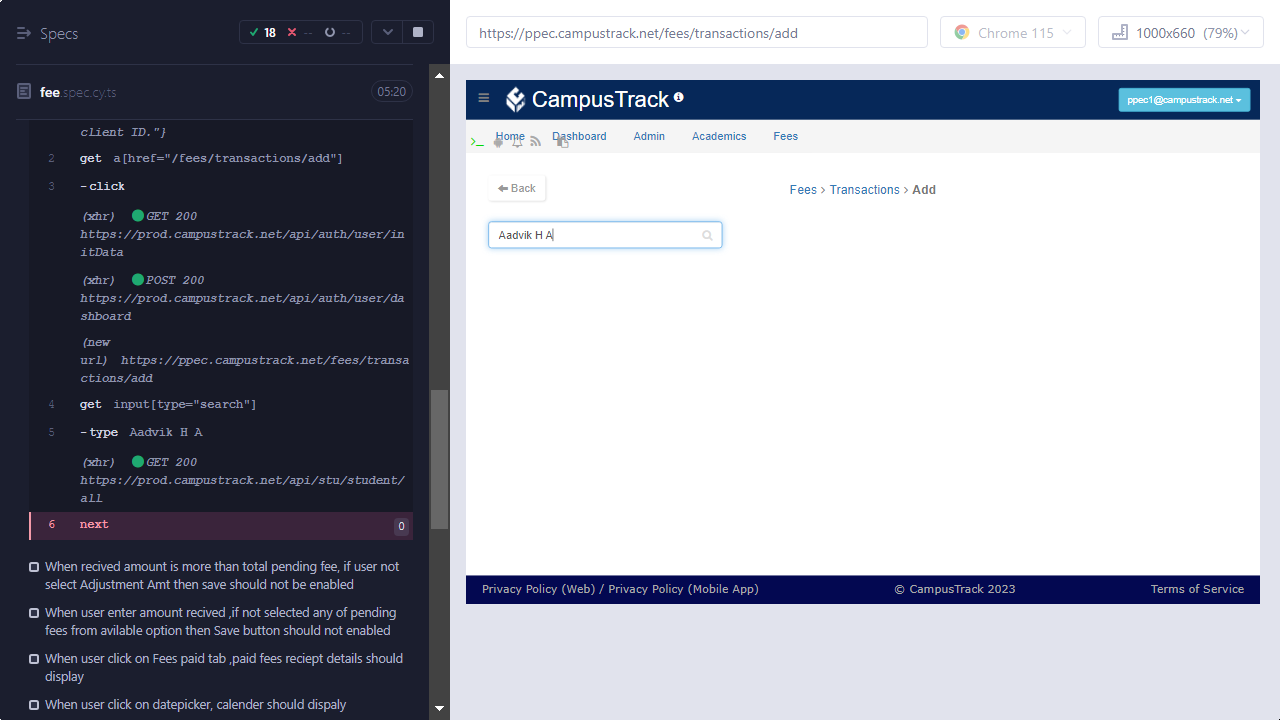 Specs
18
--
--
fee.spec.cy.ts
05:20
client ID."}
2 get a[href="/fees/transactions/add"]
3 -click
(xhr) GET 200
https://prod.campustrack.net/api/auth/user/in
itData
(xhr) POST 200
https://prod.campustrack.net/api/auth/user/da
shboard
(new
url) https://ppec.campustrack.net/fees/transa
ctions/add
4 get input[type="search"]
5 -type Aadvik H A
(xhr) GET 200
https://prod.campustrack.net/api/stu/student/
all
6 next 0
When recived amount is more than total pending fee, if user not
select Adjustment Amt then save should not be enabled
When user enter amount recived ,if not selected any of pending
fees from avilable option then Save button should not enabled
When user click on Fees paid tab ,paid fees reciept details should
display
When user click on datepicker, calender should dispaly
https://ppec.campustrack.net/fees/transactions/add
Chrome 115
1000x660 (79%)
CampusTrack
ppec1@campustrack.net
Home Dashboard Admin Academics Fees
Back
Fees > Transactions > Add
Aadvik H A
Privacy Policy (Web) / Privacy Policy (Mobile App)
© CampusTrack 2023
Terms of Service